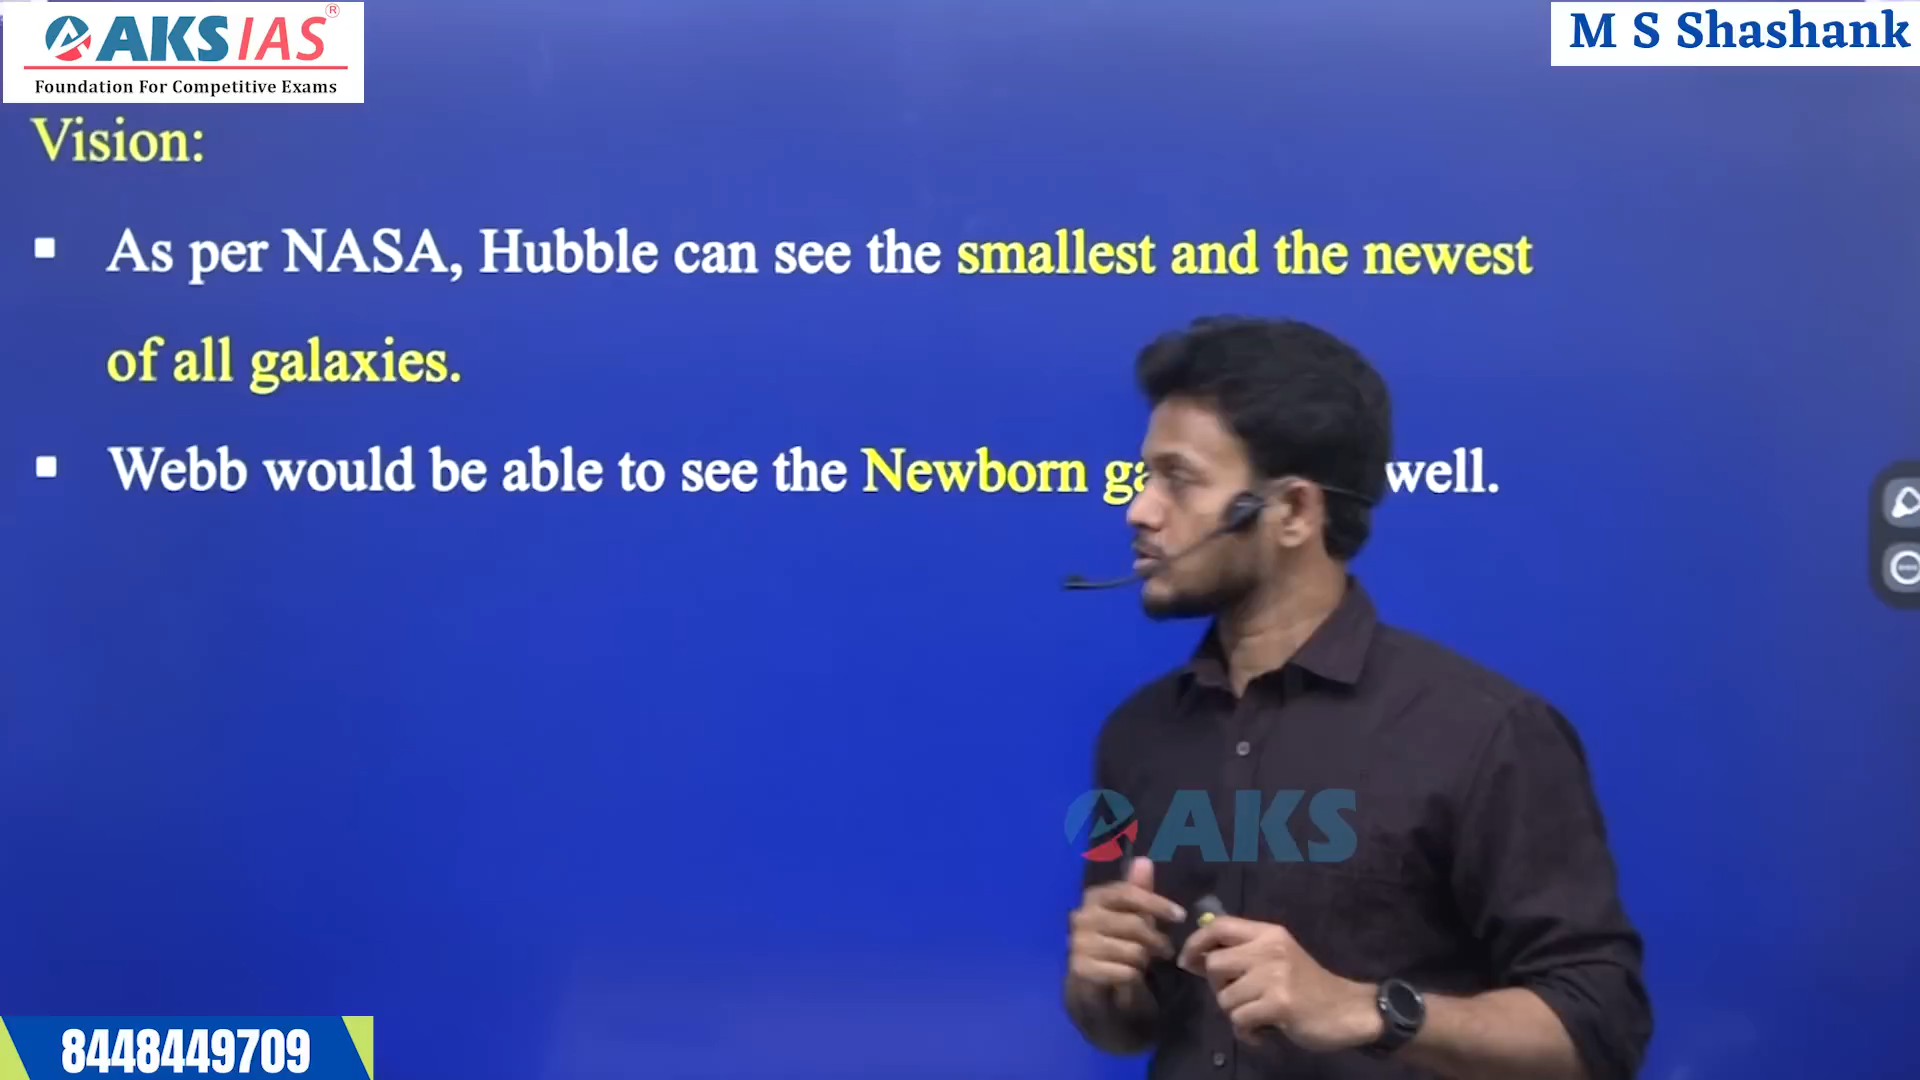 AKS IAS ®
Foundation For Competitive Exams
M S Shashank
Vision:
▪ As per NASA, Hubble can see the smallest and the newest
of all galaxies.
▪ Webb would be able to see the Newborn well.
AKS ®
8448449709